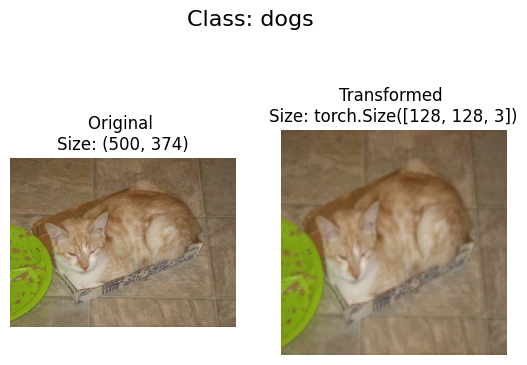 Class: dogs
Original
Size: (500, 374)
Transformed
Size: torch.Size([128, 128, 3])